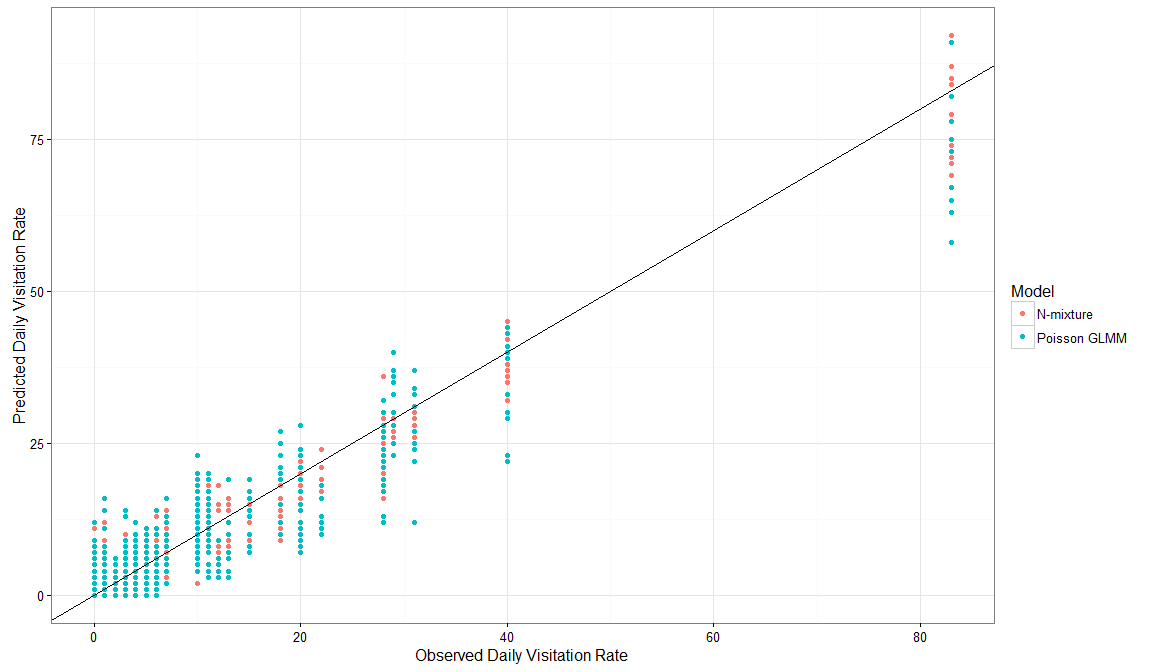 Predicted Daily Visitation Rate
75
50
25
0
0
20
40
60
80
Observed Daily Visitation Rate
Model
N-mixture
Poisson GLMM